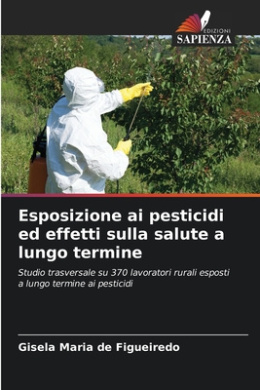 EDIZIONI
SAPIENZA
Esposizione ai pesticidi
ed effetti sulla salute a
lungo termine
Studio trasversale su 370 lavoratori rurali esposti
a lungo termine ai pesticidi
Gisela Maria de Figueiredo